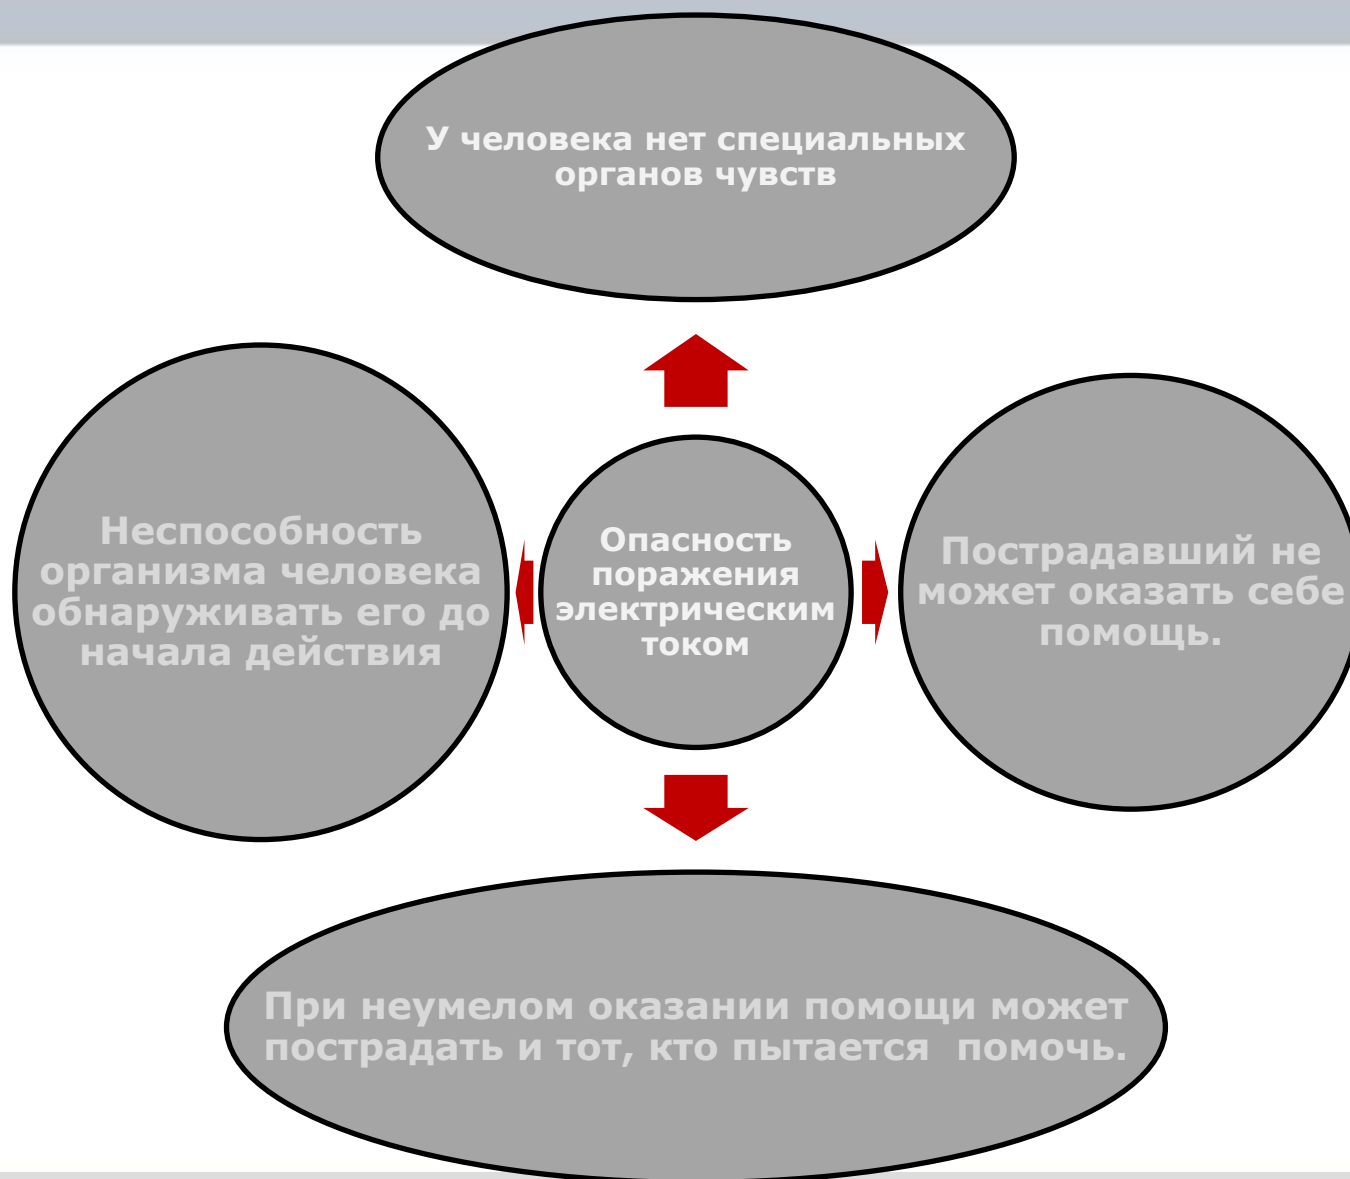 У человека нет специальных
органов чувств
Неспособность
организма человека
обнаруживать его до
начала действия
Опасность
поражения
электрическим
током
Пострадавший не
может оказать себе
помощь.
При неумелом оказании помощи может
пострадать и тот, кто пытается  помочь.